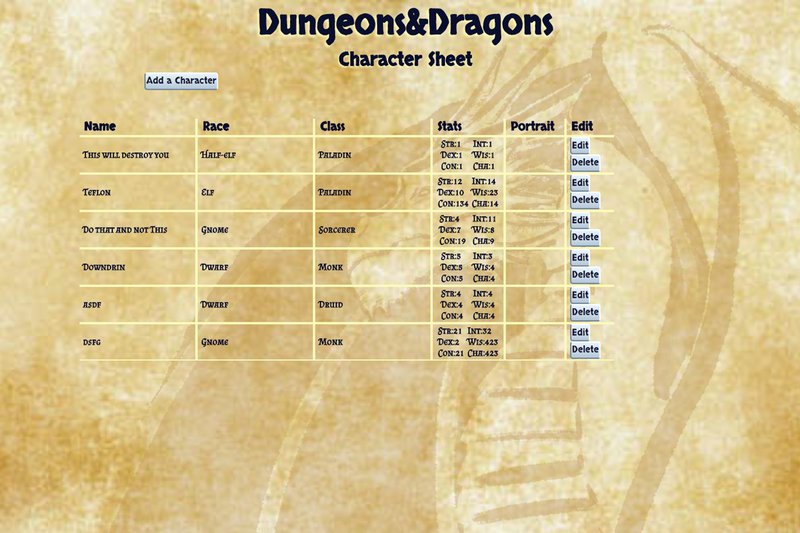 Dungeons&Dragons
Character Sheet
Add a Character
Name Race Class Stats Portrait Edit
This will destroy you Half-elf Paladin Str:1 Int:1 Dex:1 Wis:1 Con:1 Cha:1 Edit Delete
Teflon Elf Paladin Str:12 Int:14 Dex:10 Wis:23 Con:134 Cha:14 Edit Delete
Do that and not This Gnome Sorcerer Str:4 Int:11 Dex:7 Wis:8 Con:19 Cha:9 Edit Delete
Downdrin Dwarf Monk Str:5 Int:3 Dex:5 Wis:4 Con:5 Cha:4 Edit Delete
asdf Dwarf Druid Str:4 Int:4 Dex:4 Wis:4 Con:4 Cha:4 Edit Delete
dsfg Gnome Monk Str:21 Int:32 Dex:2 Wis:423 Con:21 Cha:423 Edit Delete